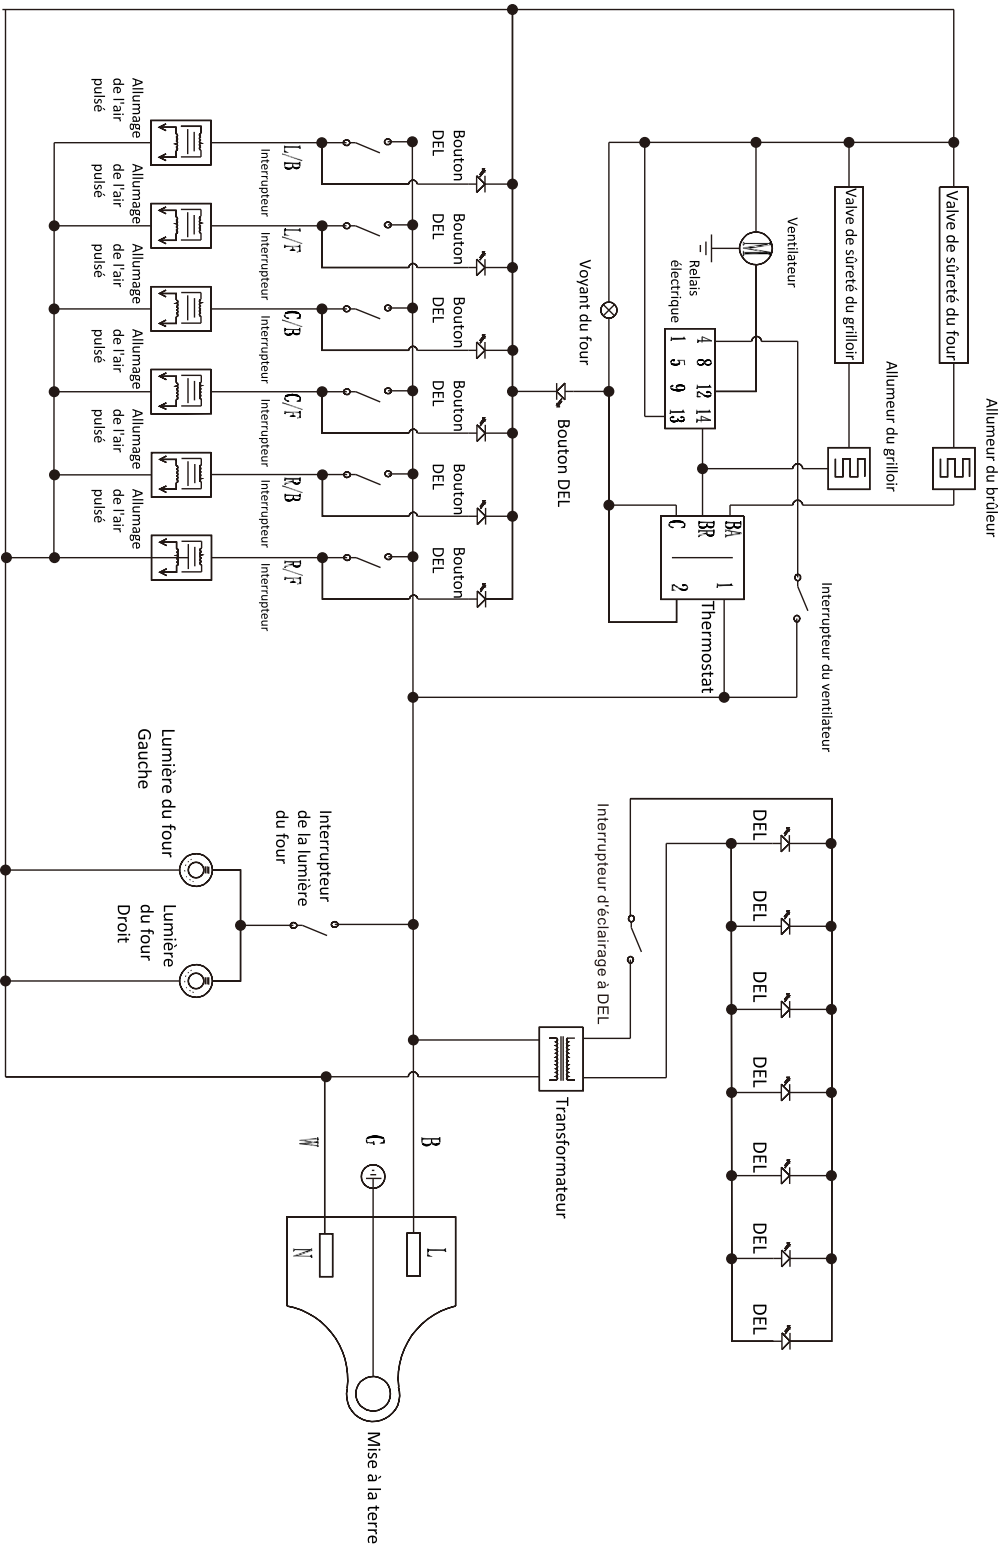 Allumeur du brûleur
Valve de sûreté du four
Allumeur du grilloir
Valve de sûreté du grilloir
Interrupteur du ventilateur
Ventilateur
M
Relais
électrique
4
8
12
14
1
5
9
13
BA
BR
C
1
2
Thermostat
Voyant du four
Bouton DEL
Bouton
DEL
Bouton
DEL
Bouton
DEL
Bouton
DEL
Bouton
DEL
Bouton
DEL
L/B
L/F
C/B
C/F
R/B
R/F
Interrupteur
Interrupteur
Interrupteur
Interrupteur
Interrupteur
Interrupteur
Allumage
de l'air
pulsé
Allumage
de l'air
pulsé
Allumage
de l'air
pulsé
Allumage
de l'air
pulsé
Allumage
de l'air
pulsé
Allumage
de l'air
pulsé
DEL
DEL
DEL
DEL
DEL
DEL
DEL
Interrupteur d'éclairage à DEL
Transformateur
Interrupteur
de la lumière
du four
Lumière du four
Gauche
Lumière
du four
Droit
B
G
W
L
N
Mise à la terre